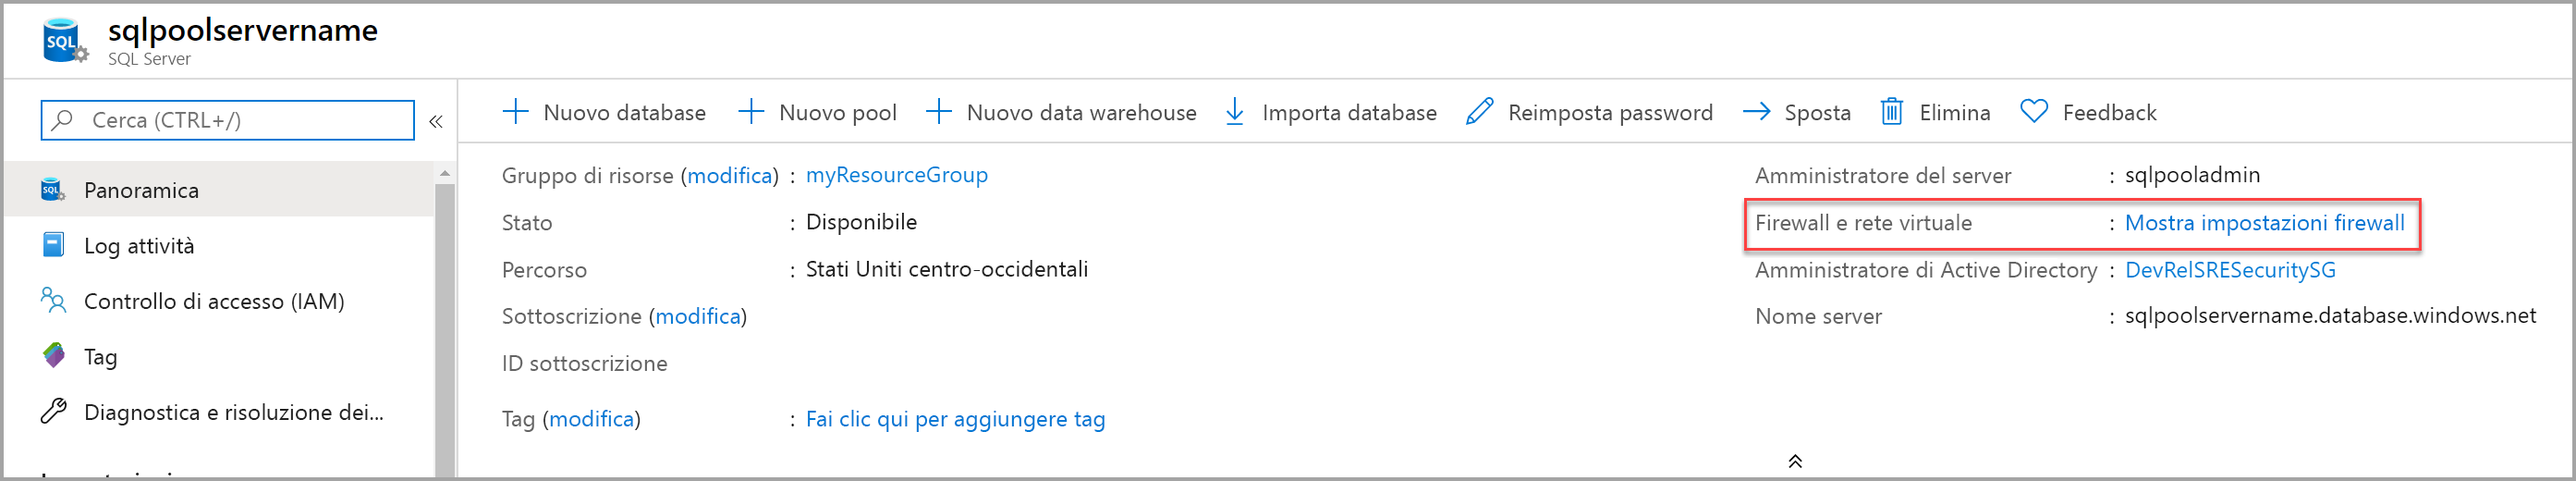 sqlpoolservername
SQL Server
Cerca (CTRL+/)
Panoramica
Log attività
Controllo di accesso (IAM)
Tag
Diagnostica e risoluzione dei...
Nuovo database Nuovo pool Nuovo data warehouse Importa database Reimposta password Sposta Elimina Feedback
Gruppo di risorse (modifica) : myResourceGroup
Stato : Disponibile
Percorso : Stati Uniti centro-occidentali
Sottoscrizione (modifica)
ID sottoscrizione
Tag (modifica) : Fai clic qui per aggiungere tag
Amministratore del server : sqlpooladmin
Firewall e rete virtuale : Mostra impostazioni firewall
Amministratore di Active Directory : DevRelSRESecuritySG
Nome server : sqlpoolservername.database.windows.net